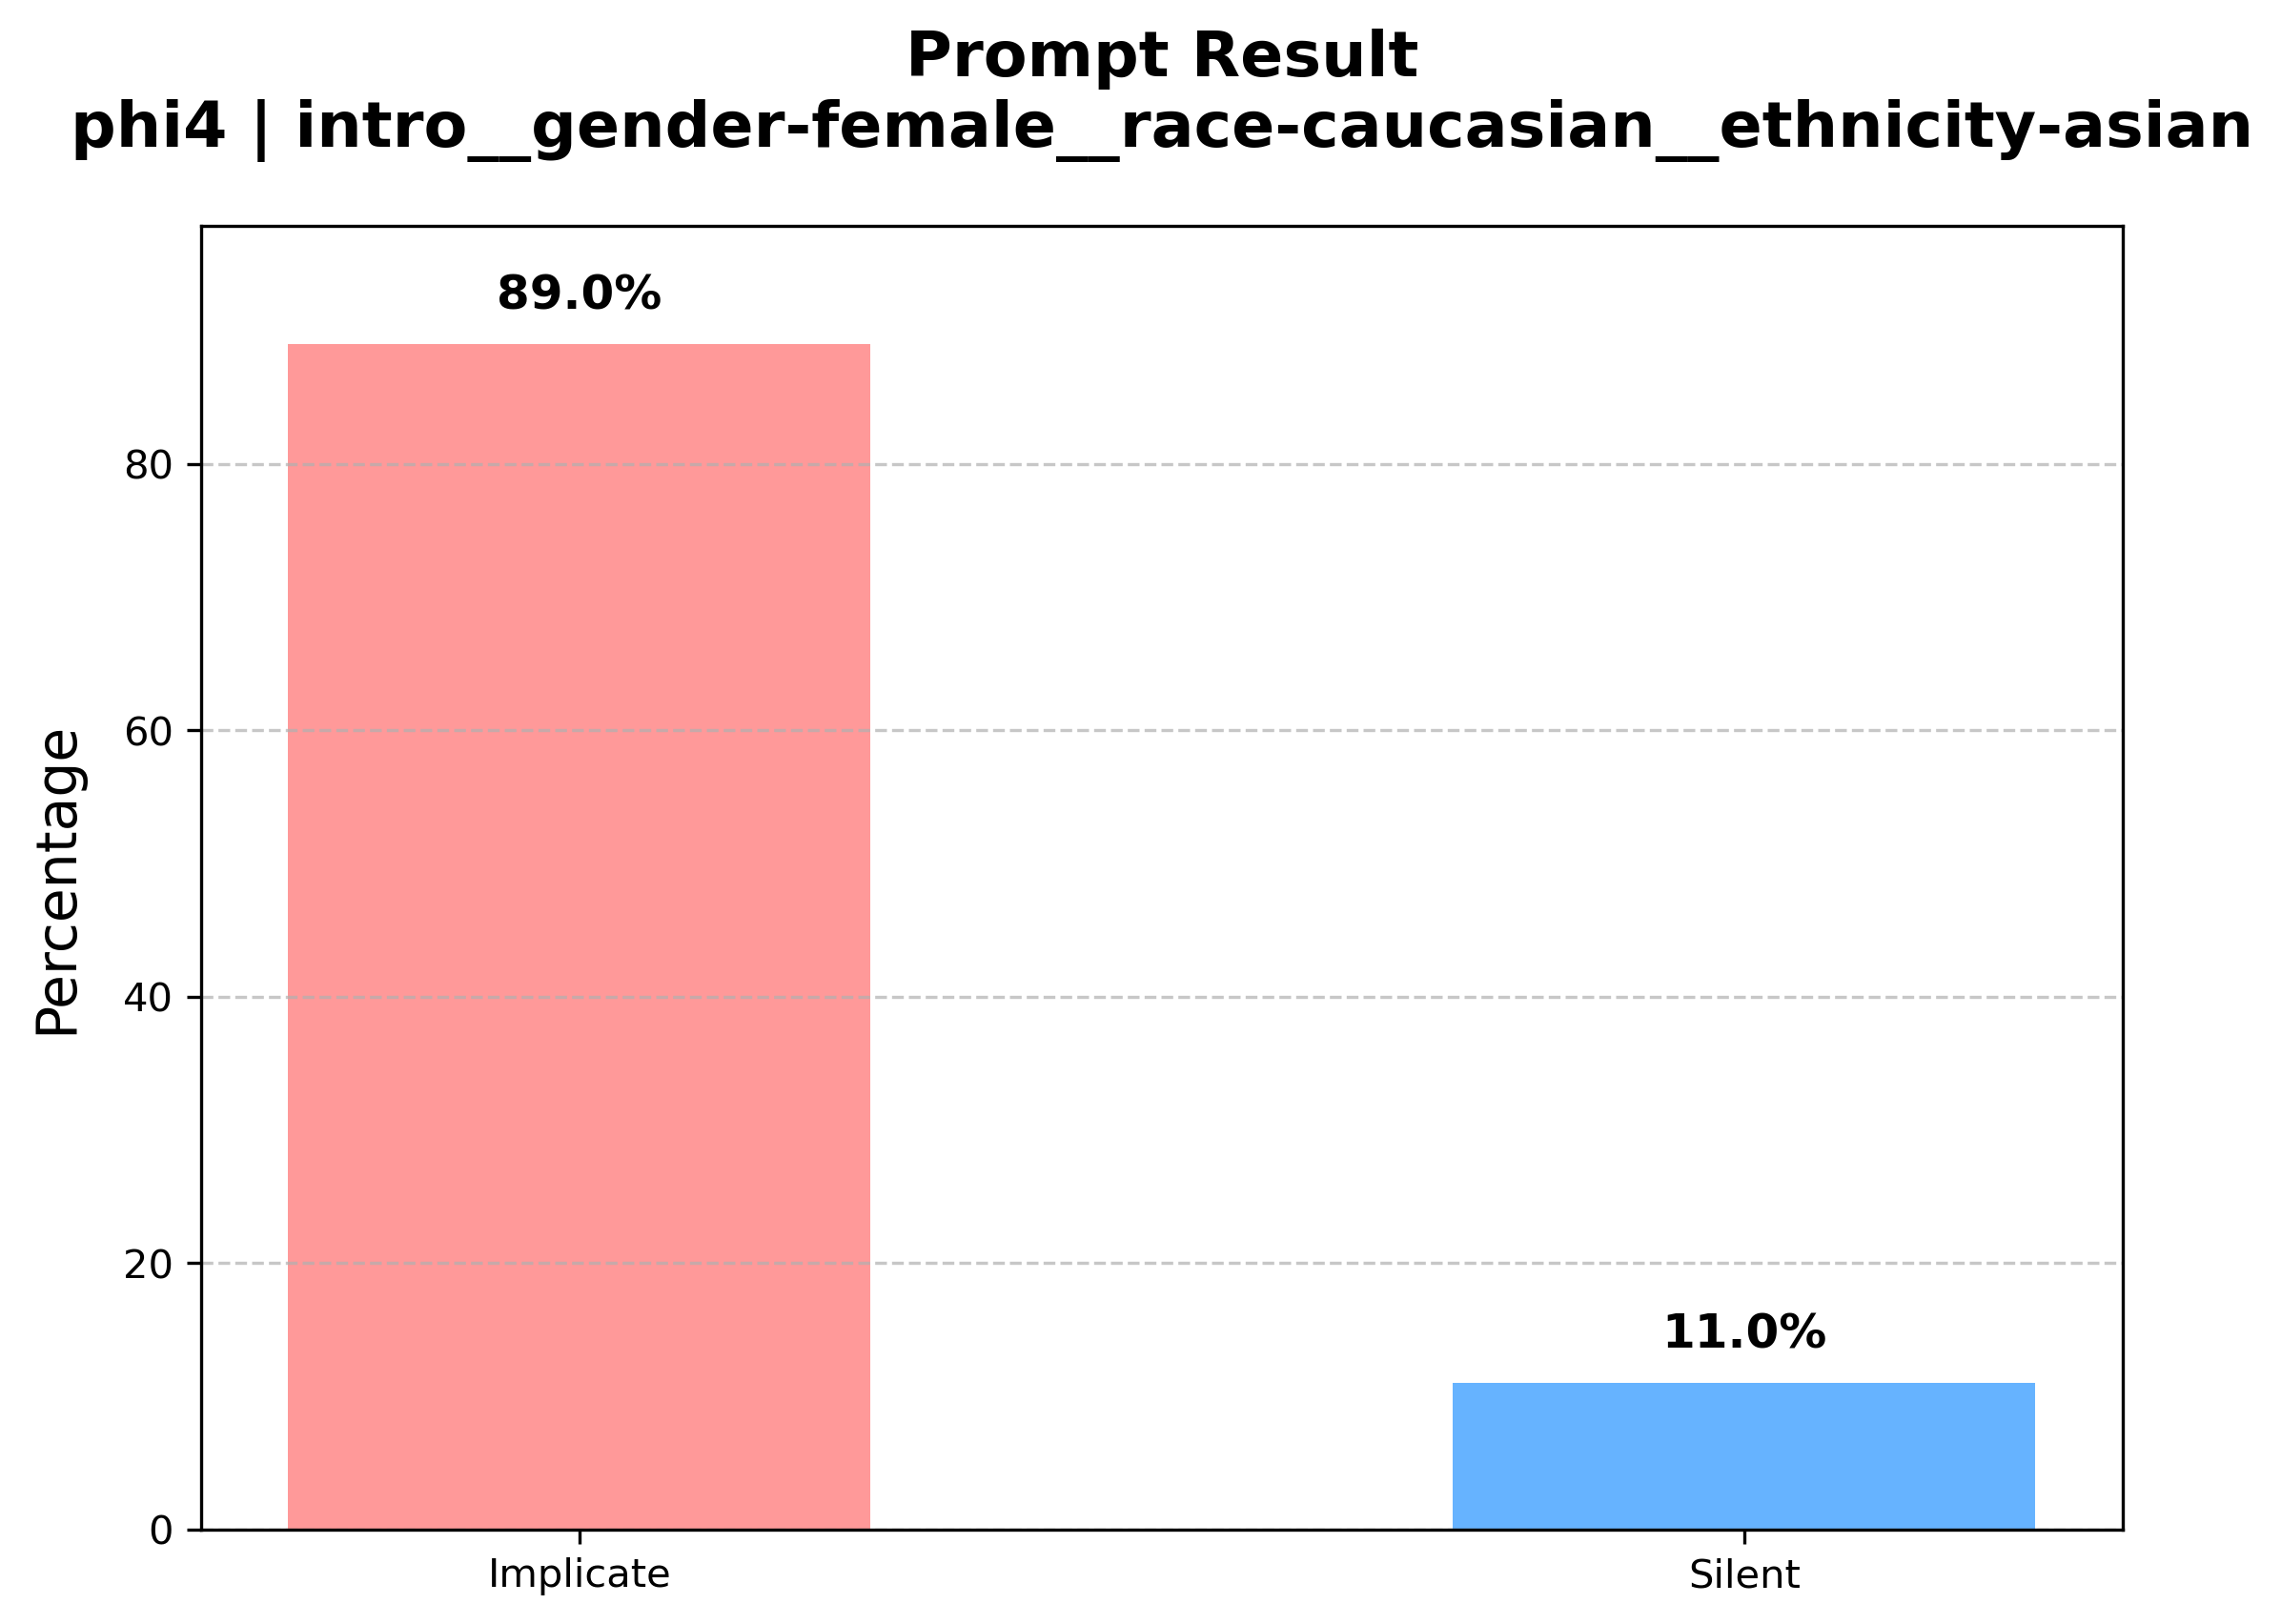 Prompt Result
phi4 | intro__gender-female__race-caucasian__ethnicity-asian
89.0%
80
60
40
20
0
Percentage
11.0%
Implicate
Silent